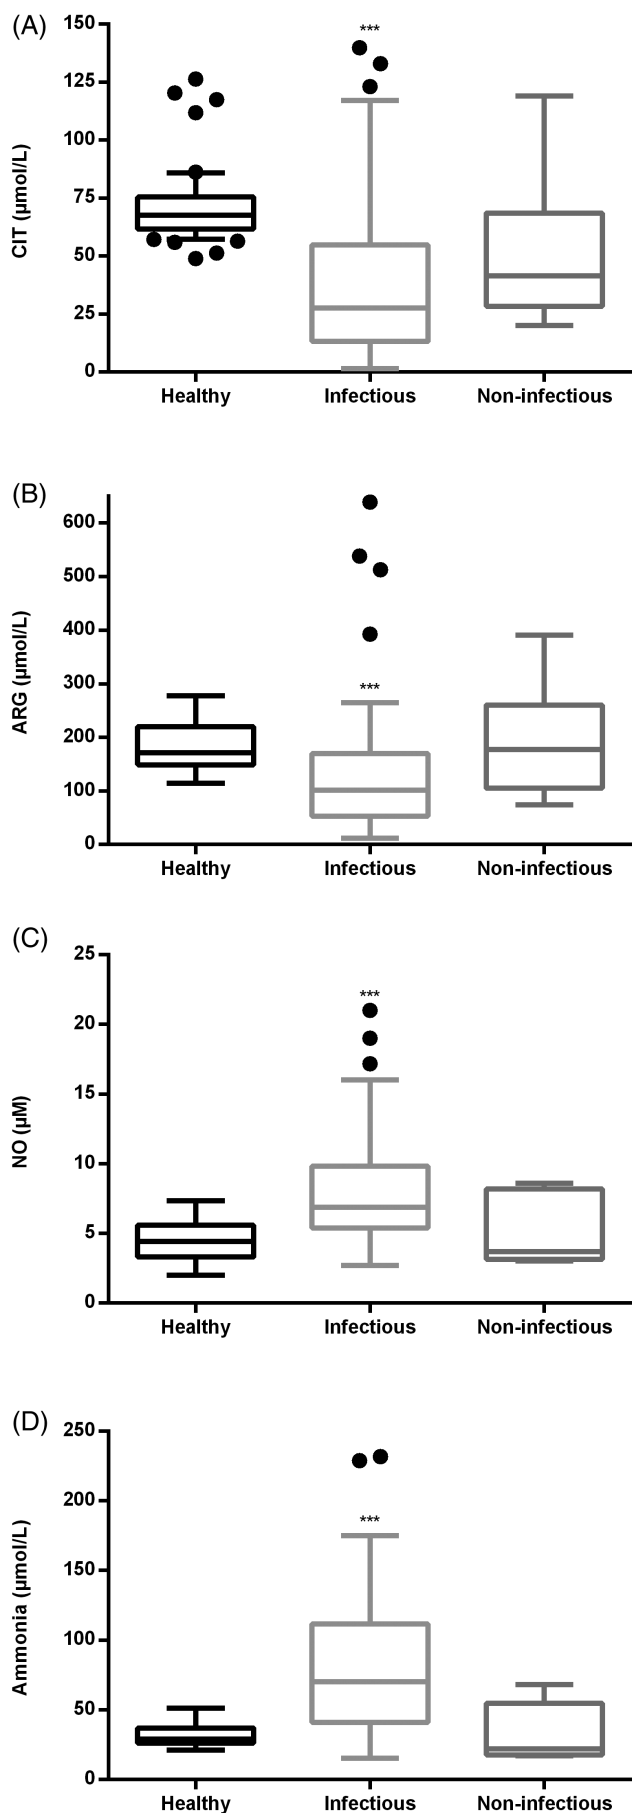 (A)
CIT (µmol/L)
150
125
100
75
50
25
0
***
Healthy Infectious Non-infectious
(B)
ARG (µmol/L)
600
500
400
300
200
100
0
***
Healthy Infectious Non-infectious
(C)
NO (µM)
25
20
15
10
5
0
***
Healthy Infectious Non-infectious
(D)
Ammonia (µmol/L)
250
200
150
100
50
0
***
Healthy Infectious Non-infectious